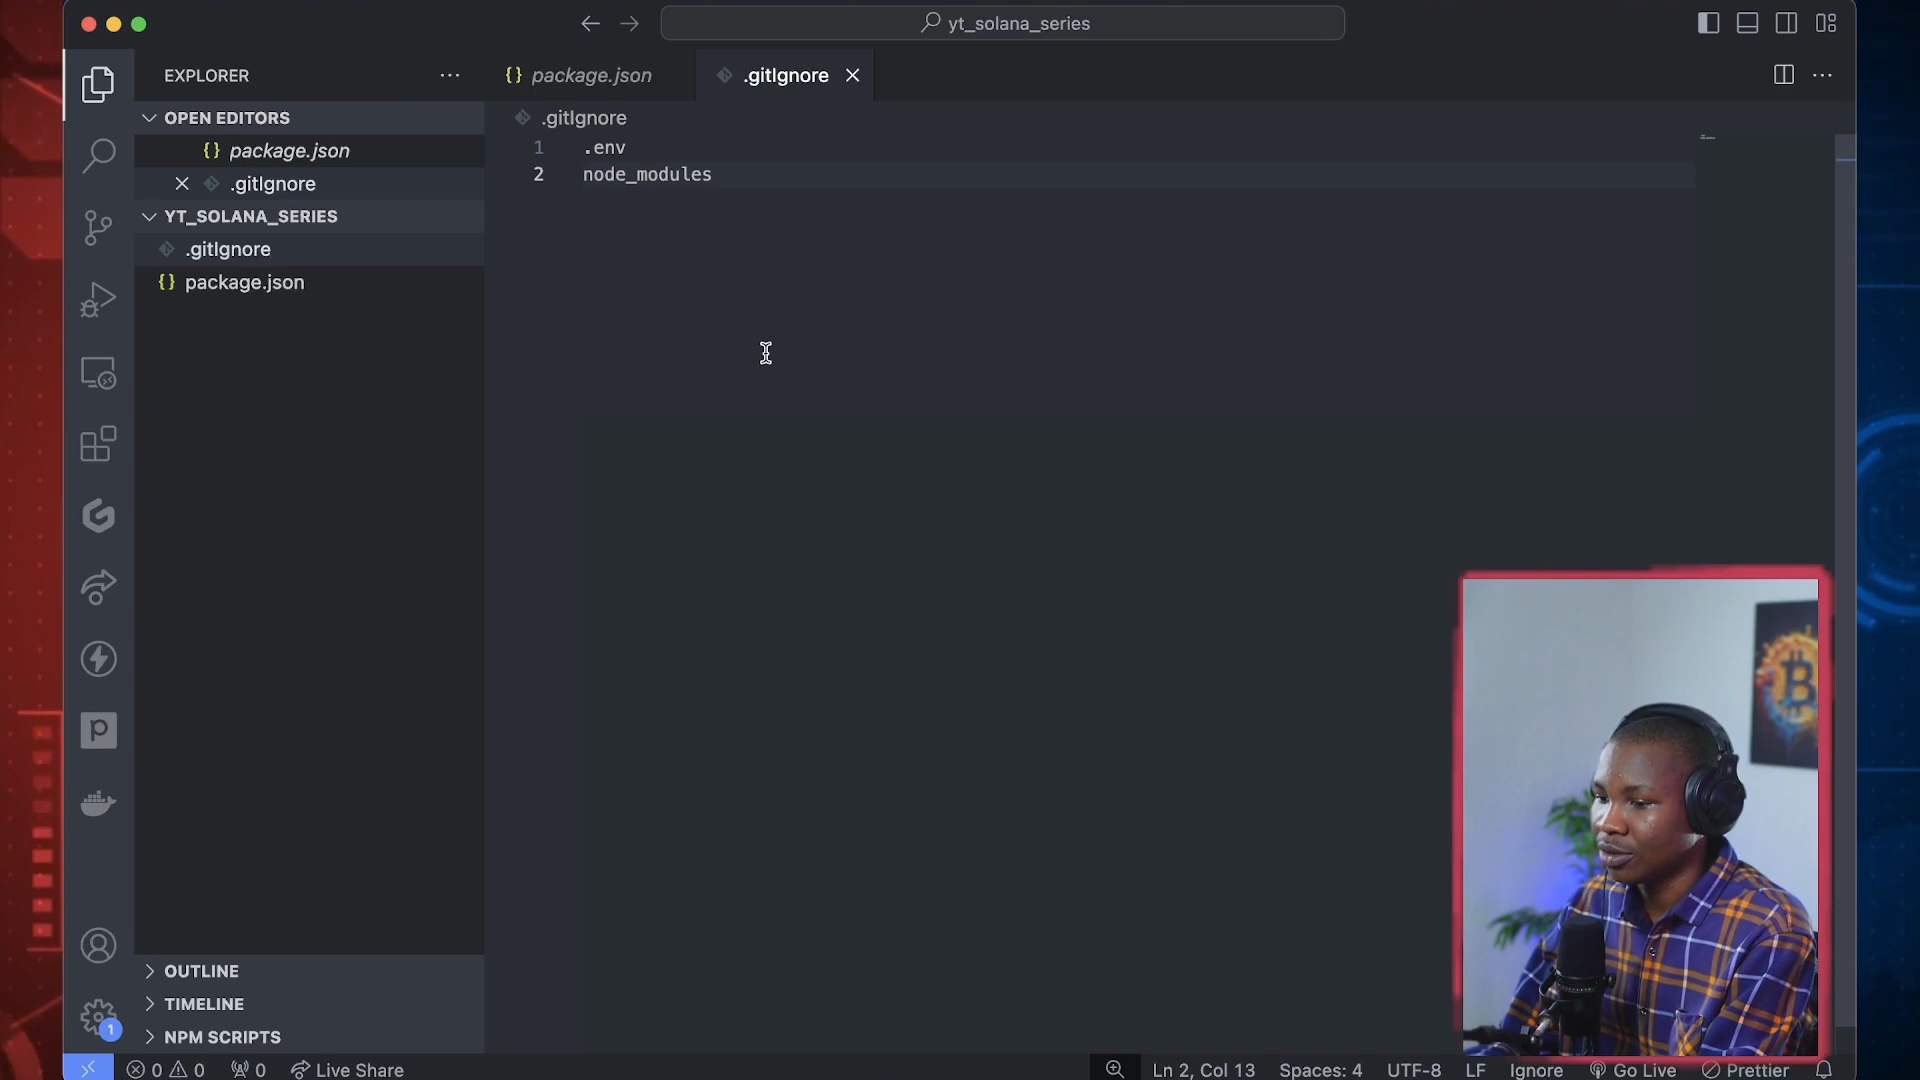 yt_solana_series
EXPLORER
{} package.json
.gitIgnore
OPEN EDITORS
{} package.json
.gitIgnore
YT_SOLANA_SERIES
.gitIgnore
{} package.json
.gitIgnore
1 .env
2 node_modules
OUTLINE
TIMELINE
NPM SCRIPTS
1
0 0 0 Live Share
Ln 2, Col 13 Spaces: 4 UTF-8 LF Ignore Go Live Prettier